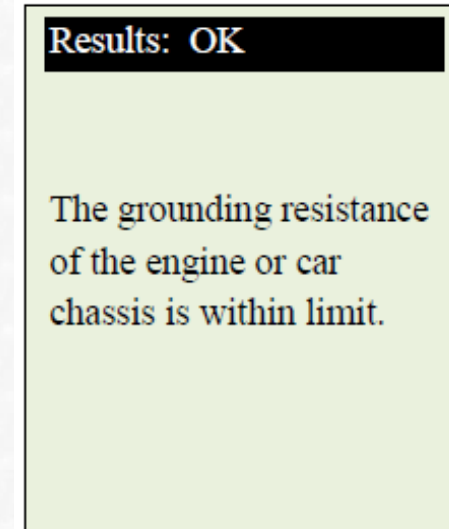 Results: OK
The grounding resistance
of the engine or car
chassis is within limit.